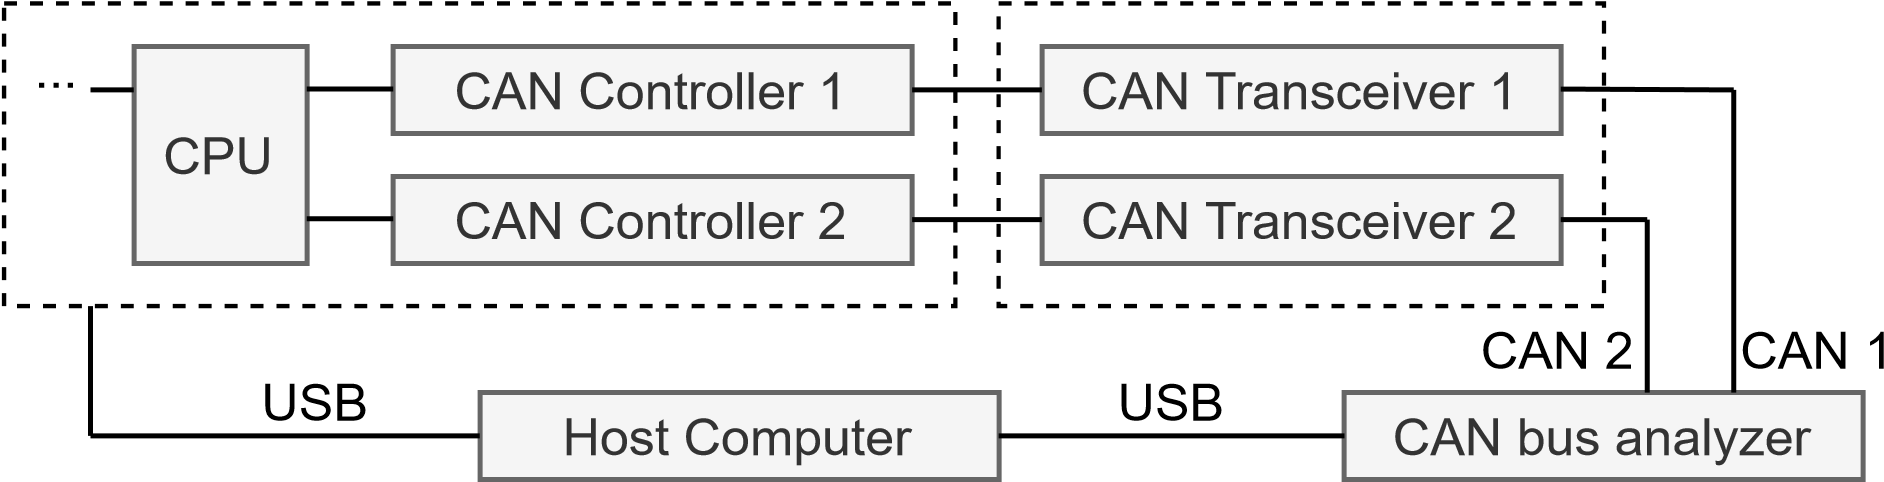 ...
CAN Controller 1
CAN Transceiver 1
CPU
CAN Controller 2
CAN Transceiver 2
CAN 2
CAN 1
USB
USB
Host Computer
CAN bus analyzer